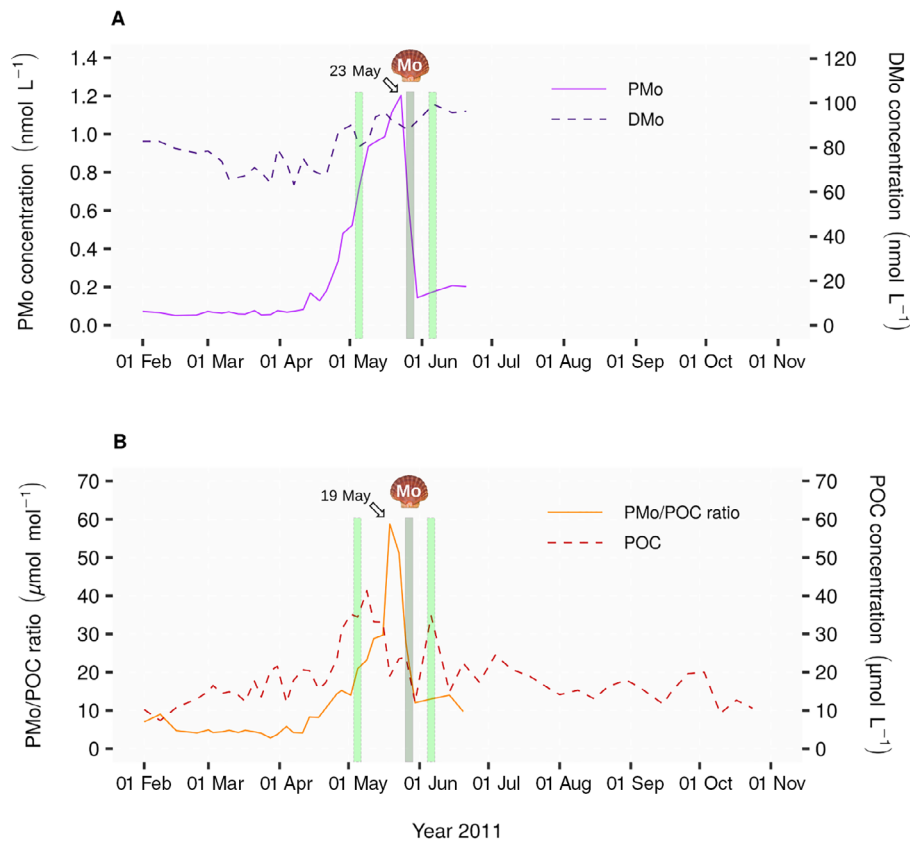 A
PMo concentration (nmol L⁻¹)
1.4
1.2
1.0
0.8
0.6
0.4
0.2
0.0
23 May
Mo
PMo
DMo
120
100
80
60
40
20
0
DMo concentration (nmol L⁻¹)
01 Feb 01 Mar 01 Apr 01 May 01 Jun 01 Jul 01 Aug 01 Sep 01 Oct 01 Nov
B
PMo/POC ratio (µmol mol⁻¹)
70
60
50
40
30
20
10
0
19 May
Mo
PMo/POC ratio
POC
70
60
50
40
30
20
10
0
POC concentration (µmol L⁻¹)
01 Feb 01 Mar 01 Apr 01 May 01 Jun 01 Jul 01 Aug 01 Sep 01 Oct 01 Nov
Year 2011